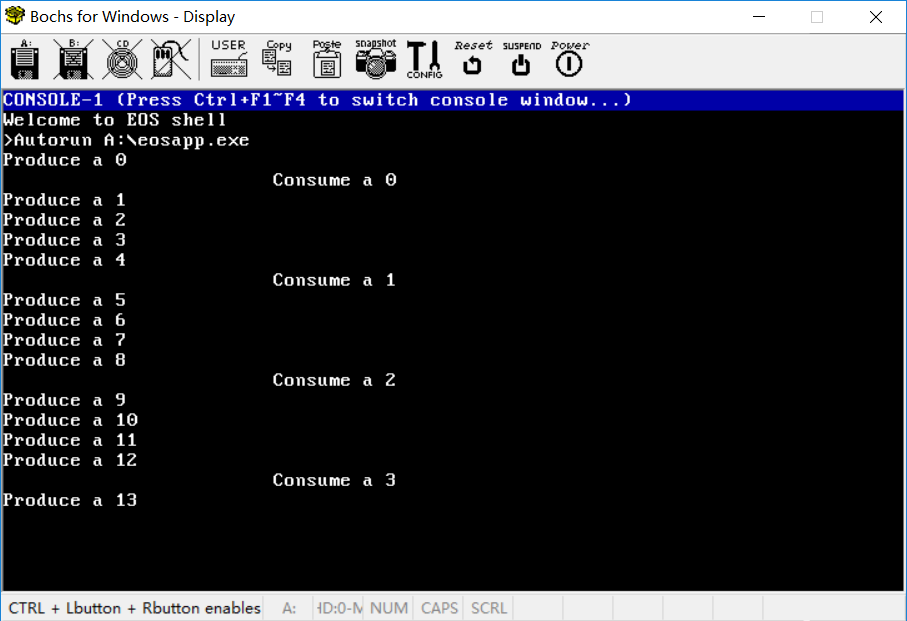 Bochs for Windows - Display
A: B: CD USER Copy Poste snapshot CONFIG Reset SUSPEND Power
CONSOLE-1 (Press Ctrl+F1~F4 to switch console window...)
Welcome to EOS shell
>Autorun A:\eosapp.exe
Produce a 0
Consume a 0
Produce a 1
Produce a 2
Produce a 3
Produce a 4
Consume a 1
Produce a 5
Produce a 6
Produce a 7
Produce a 8
Consume a 2
Produce a 9
Produce a 10
Produce a 11
Produce a 12
Consume a 3
Produce a 13
CTRL + Lbutton + Rbutton enables A: HD:0-M NUM CAPS SCRL